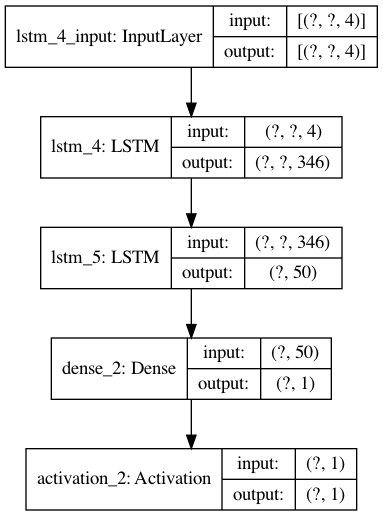 lstm_4_input: InputLayer
input: [(?, ?, 4)]
output: [(?, ?, 4)]
lstm_4: LSTM
input: (?, ?, 4)
output: (?, ?, 346)
lstm_5: LSTM
input: (?, ?, 346)
output: (?, 50)
dense_2: Dense
input: (?, 50)
output: (?, 1)
activation_2: Activation
input: (?, 1)
output: (?, 1)